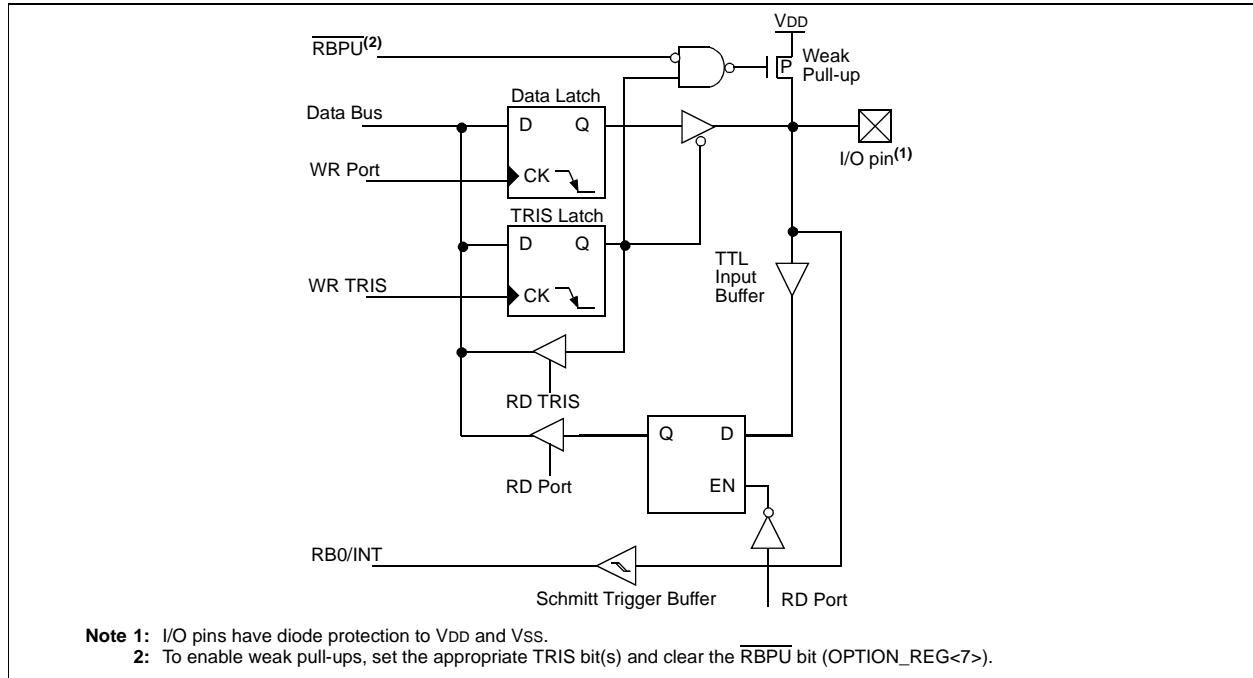 VDD
RBPU(2)
Weak
Pull-up
P
Data Latch
Data Bus
D Q
I/O pin(1)
WR Port
CK
TRIS Latch
D Q
TTL
Input
Buffer
WR TRIS
CK
RD TRIS
Q D
RD Port
EN
RB0/INT
Schmitt Trigger Buffer
RD Port
Note 1: I/O pins have diode protection to VDD and VSS.
2: To enable weak pull-ups, set the appropriate TRIS bit(s) and clear the RBPU bit (OPTION_REG<7>).